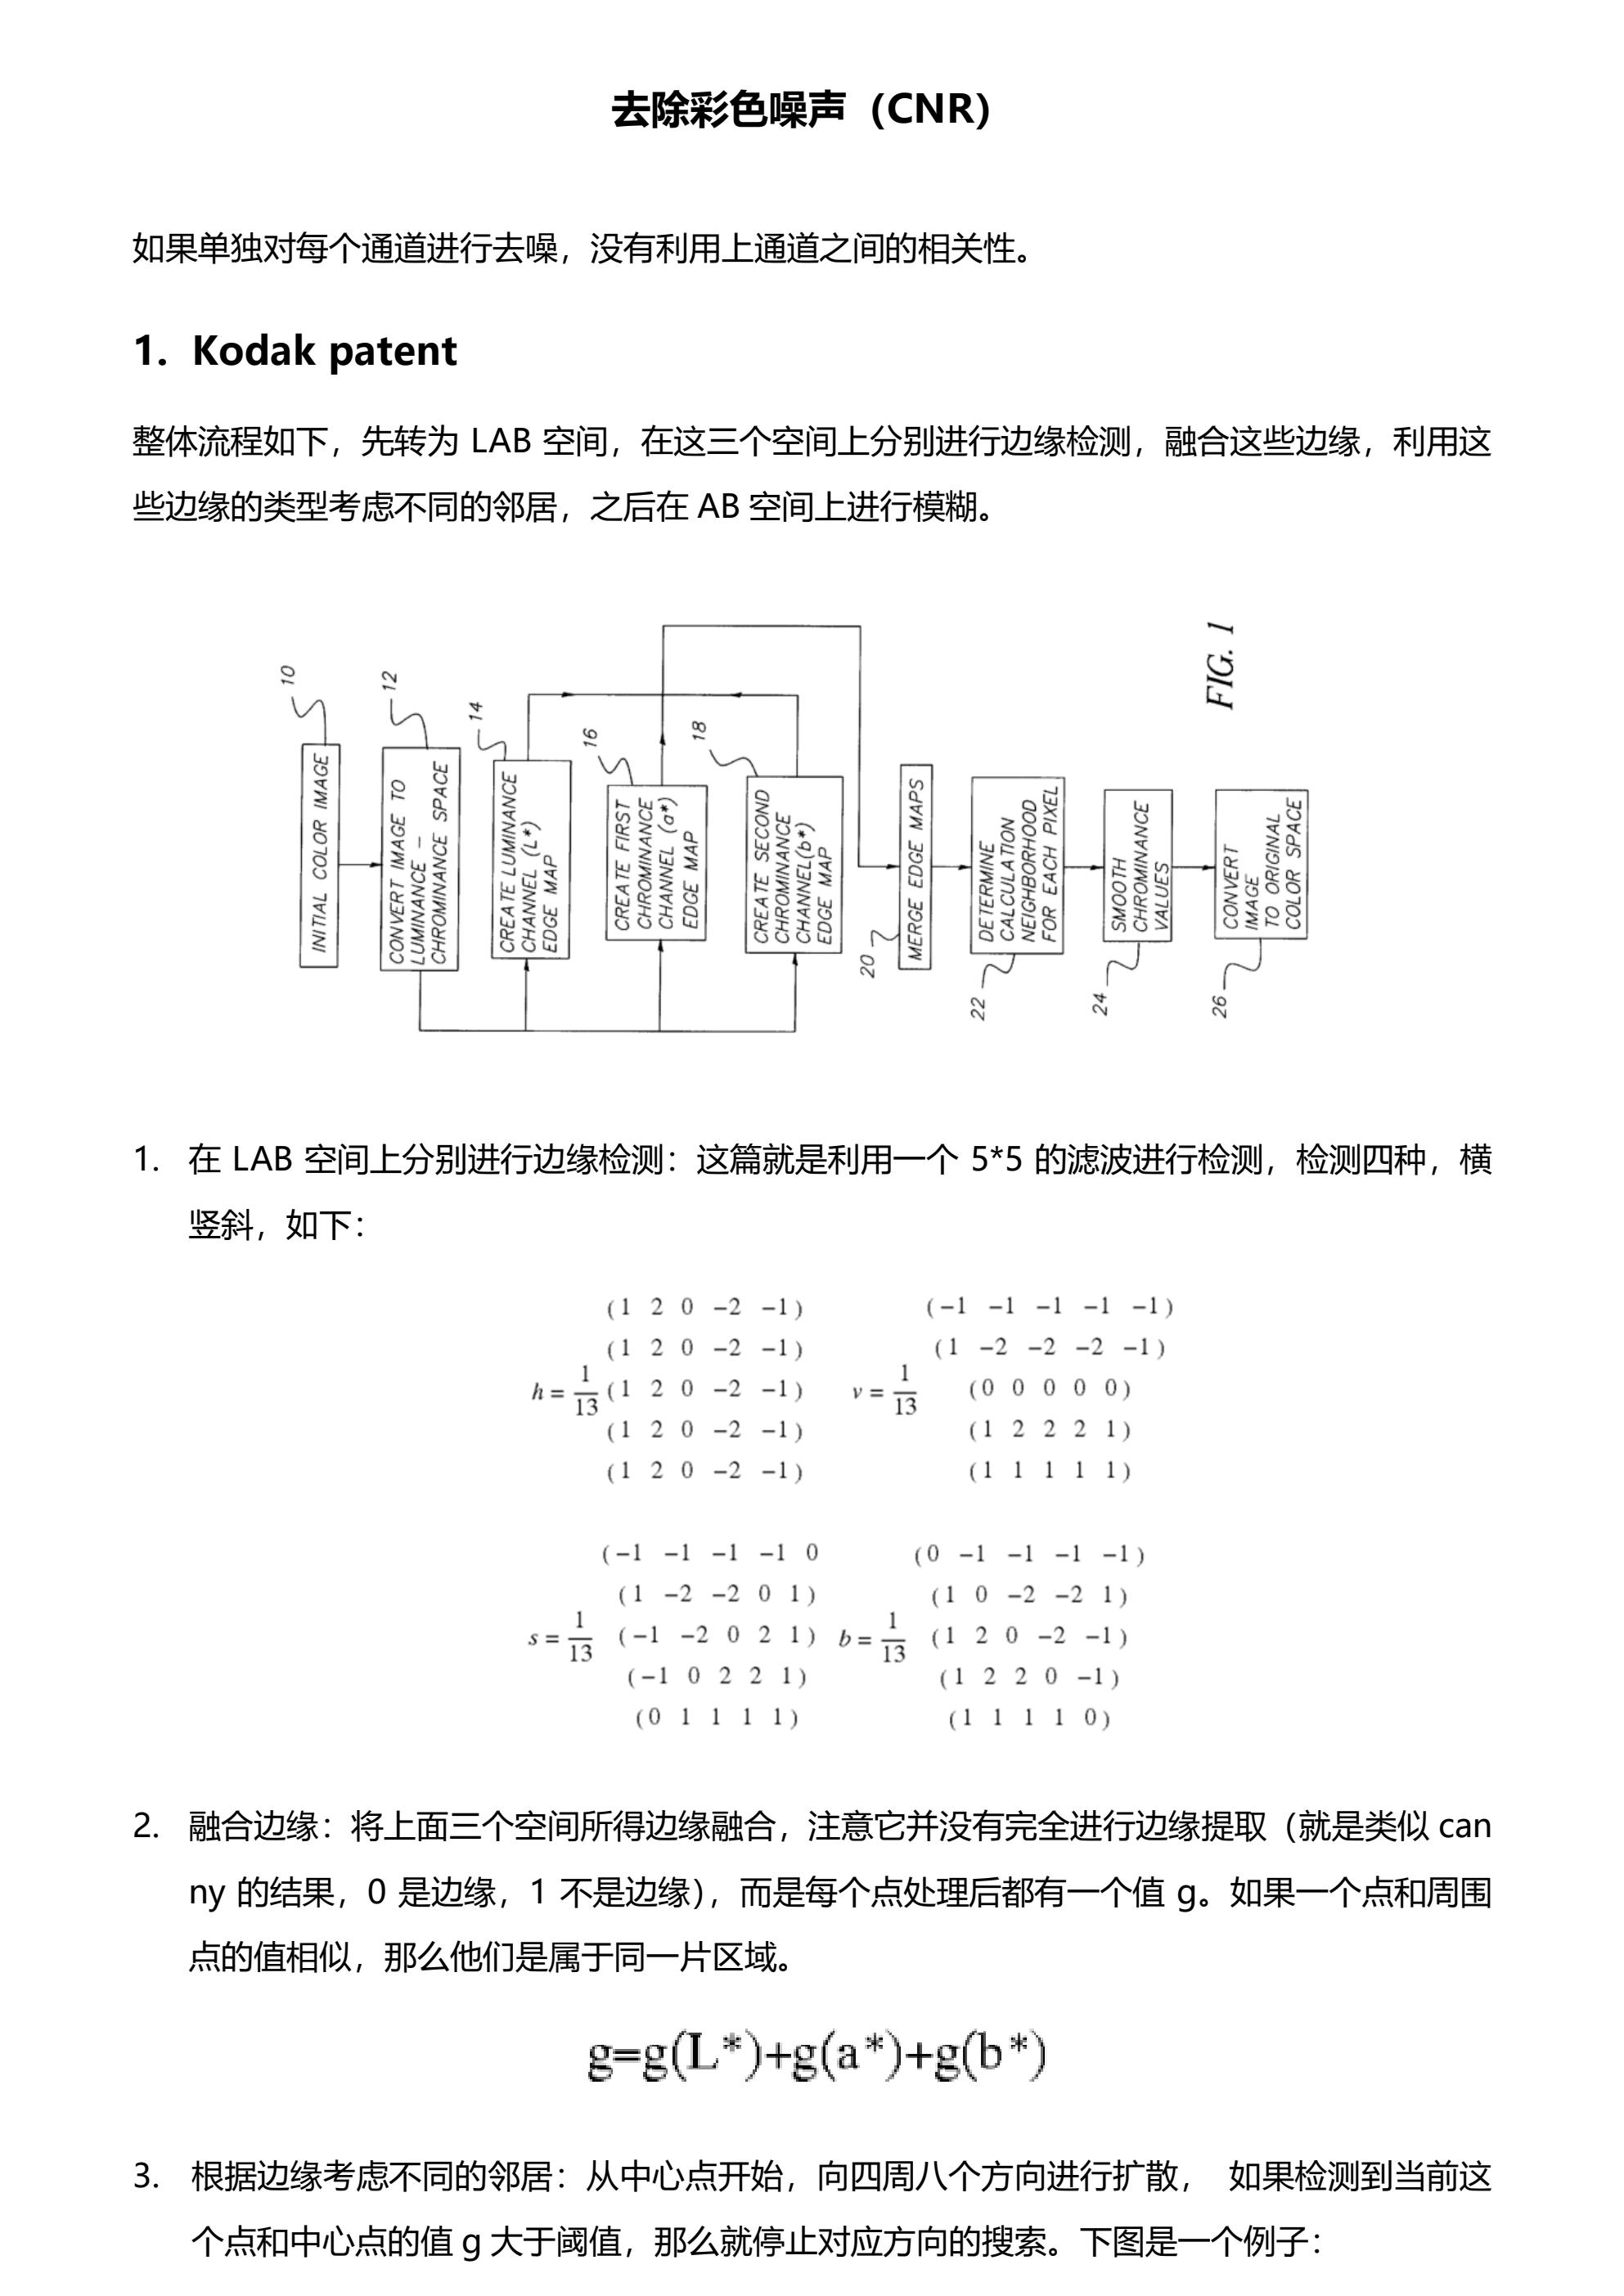 去除彩色噪声（CNR）
如果单独对每个通道进行去噪，没有利用上通道之间的相关性。
1. Kodak patent
整体流程如下，先转为 LAB 空间，在这三个空间上分别进行边缘检测，融合这些边缘，利用这
些边缘的类型考虑不同的邻居，之后在 AB 空间上进行模糊。
10
INITIAL COLOR IMAGE
12
CONVERT IMAGE TO
LUMINANCE –
CHROMINANCE SPACE
14
CREATE LUMINANCE
CHANNEL (L*)
EDGE MAP
16
CREATE FIRST
CHROMINANCE
CHANNEL (a*)
EDGE MAP
18
CREATE SECOND
CHROMINANCE
CHANNEL(b*)
EDGE MAP
20
MERGE EDGE MAPS
22
DETERMINE
CALCULATION
NEIGHBORHOOD
FOR EACH PIXEL
24
SMOOTH
CHROMINANCE
VALUES
26
CONVERT
IMAGE
TO ORIGINAL
COLOR SPACE
FIG. 1
1. 在 LAB 空间上分别进行边缘检测：这篇就是利用一个 5*5 的滤波进行检测，检测四种，横
竖斜，如下：
h = 1/13
(1 2 0 −2 −1)
(1 2 0 −2 −1)
(1 2 0 −2 −1)
(1 2 0 −2 −1)
(1 2 0 −2 −1)
v = 1/13
(−1 −1 −1 −1 −1)
(1 −2 −2 −2 −1)
(0 0 0 0 0)
(1 2 2 2 1)
(1 1 1 1 1)
s = 1/13
(−1 −1 −1 −1 0
(1 −2 −2 0 1)
(−1 −2 0 2 1)
(−1 0 2 2 1)
(0 1 1 1 1)
b = 1/13
(0 −1 −1 −1 −1)
(1 0 −2 −2 1)
(1 2 0 −2 −1)
(1 2 2 0 −1)
(1 1 1 1 0)
2. 融合边缘：将上面三个空间所得边缘融合，注意它并没有完全进行边缘提取（就是类似 can
ny 的结果，0 是边缘，1 不是边缘），而是每个点处理后都有一个值 g。如果一个点和周围
点的值相似，那么他们是属于同一片区域。
g=g(L*)+g(a*)+g(b*)
3. 根据边缘考虑不同的邻居：从中心点开始，向四周八个方向进行扩散， 如果检测到当前这
个点和中心点的值 g 大于阈值，那么就停止对应方向的搜索。下图是一个例子：